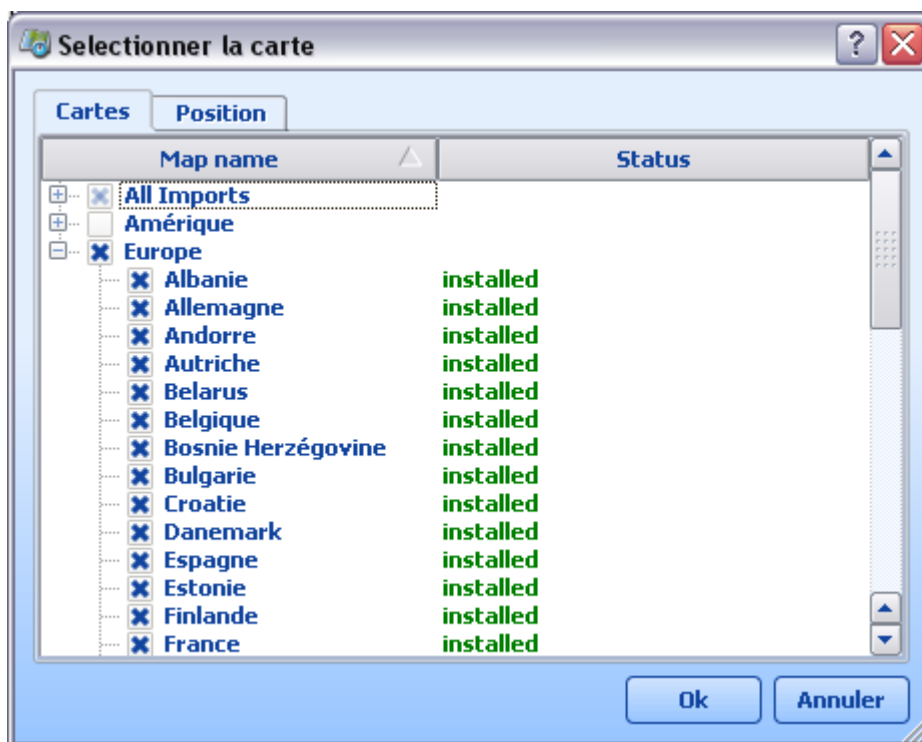 Selectionner la carte
Cartes Position
Map name Status
All Imports
Amérique
Europe
Albanie installed
Allemagne installed
Andorre installed
Autriche installed
Belarus installed
Belgique installed
Bosnie Herzégovine installed
Bulgarie installed
Croatie installed
Danemark installed
Espagne installed
Estonie installed
Finlande installed
France installed
Ok Annuler